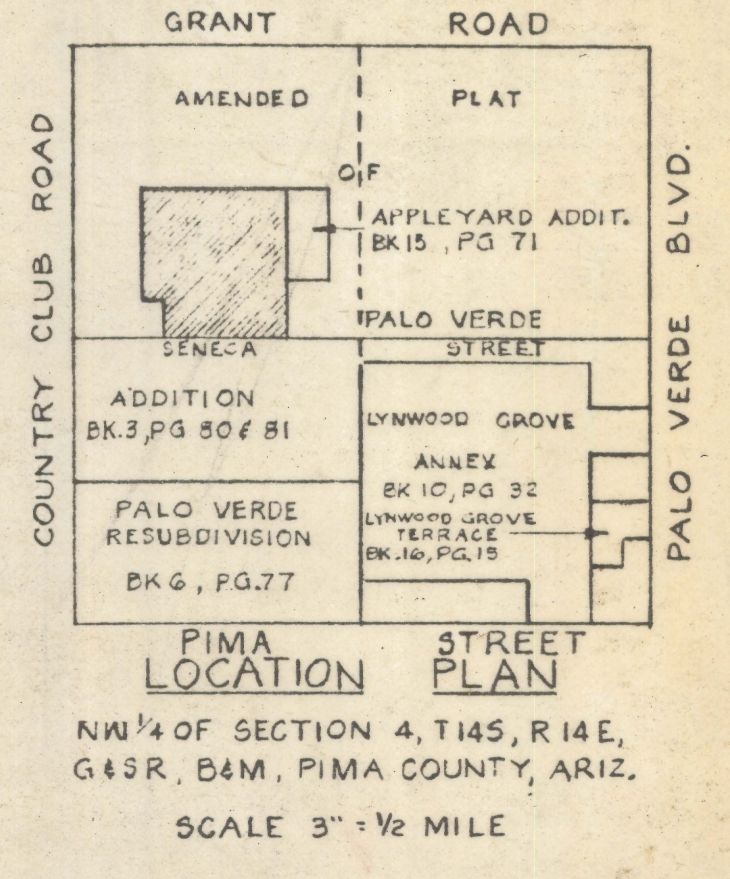 GRANT ROAD
AMENDED PLAT
OF
APPLEYARD ADDIT.
BK 15 , PG 71
PALO VERDE
SENECA STREET
ADDITION
BK.3,PG 80 & 81
LYNWOOD GROVE
ANNEX
BK 10, PG 32
LYNWOOD GROVE
TERRACE
BK.16, PG.15
PALO VERDE
RESUBDIVISION
BK 6 , PG.77
COUNTRY CLUB ROAD
PALO VERDE BLVD.
PIMA STREET
LOCATION PLAN
NW 1/4 OF SECTION 4, T14S, R 14 E,
G & S R , B & M , PIMA COUNTY, ARIZ.
SCALE 3" = 1/2 MILE